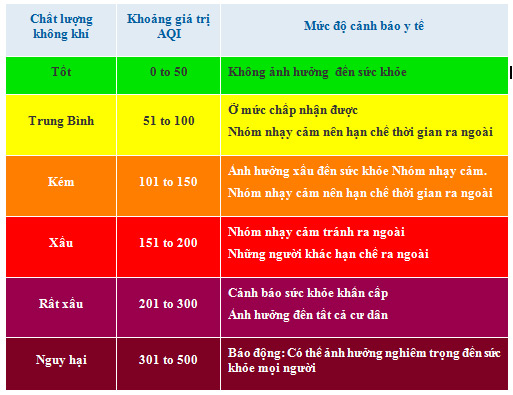 Chất lượng không khí
Khoảng giá trị AQI
Mức độ cảnh báo y tế
Tốt
0 to 50
Không ảnh hưởng đến sức khỏe
Trung Bình
51 to 100
Ở mức chấp nhận được
Nhóm nhạy cảm nên hạn chế thời gian ra ngoài
Kém
101 to 150
Ảnh hưởng xấu đến sức khỏe Nhóm nhạy cảm.
Nhóm nhạy cảm nên hạn chế thời gian ra ngoài
Xấu
151 to 200
Nhóm nhạy cảm tránh ra ngoài
Những người khác hạn chế ra ngoài
Rất xấu
201 to 300
Cảnh báo sức khỏe khẩn cấp
Ảnh hưởng đến tất cả cư dân
Nguy hại
301 to 500
Báo động: Có thể ảnh hưởng nghiêm trọng đến sức
khỏe mọi người